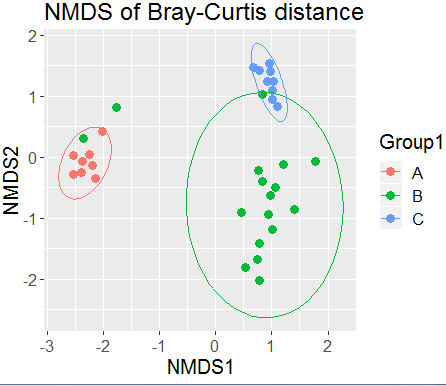 NMDS of Bray-Curtis distance
2
1
0
-1
-2
NMDS2
-3 -2 -1 0 1 2
NMDS1
Group1
A
B
C